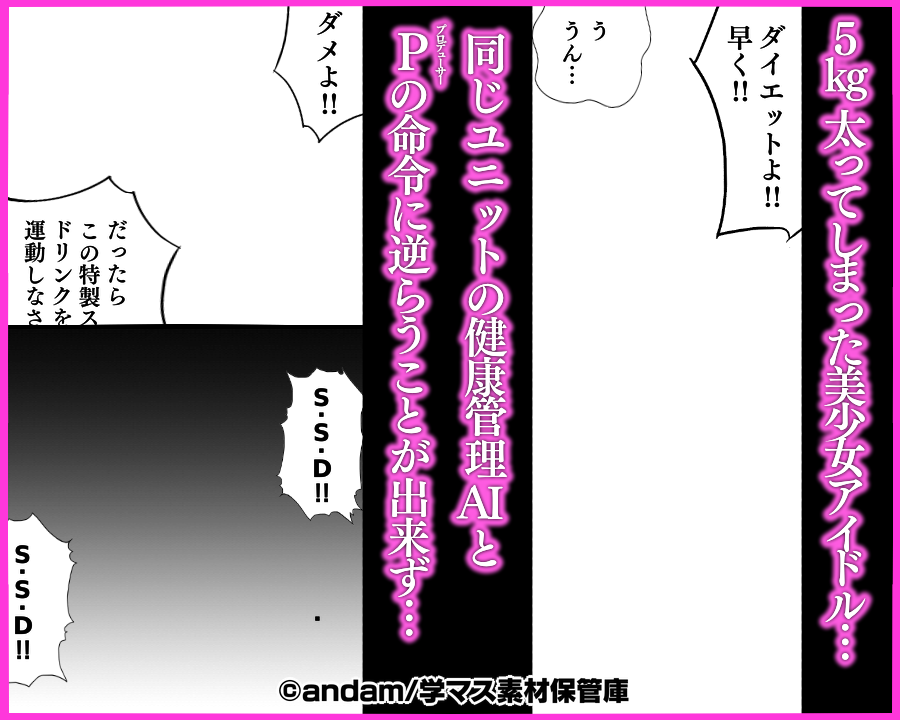 5kg太ってしまった美少女アイドル…
ダイエットよ!!
早く!!
う
うん…
同じユニットの健康管理AIと
P(プロデューサー)の命令に逆らうことが出来ず…
ダメよ!!
だったら
この特製ス
ドリンクを
運動しなさ
S・S・D!!
S・S・D!!
©andam/学マス素材保管庫